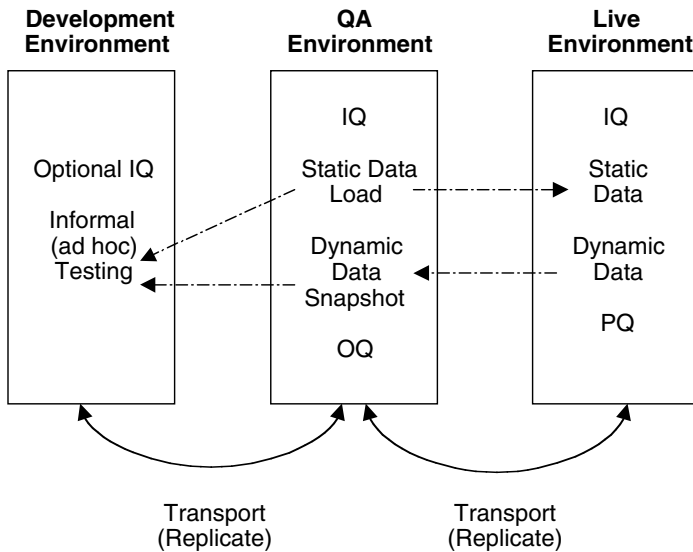 Development
Environment
QA
Environment
Live
Environment
Optional IQ
Informal
(ad hoc)
Testing
IQ
Static Data
Load
Dynamic
Data
Snapshot
OQ
IQ
Static
Data
Dynamic
Data
PQ
Transport
(Replicate)
Transport
(Replicate)